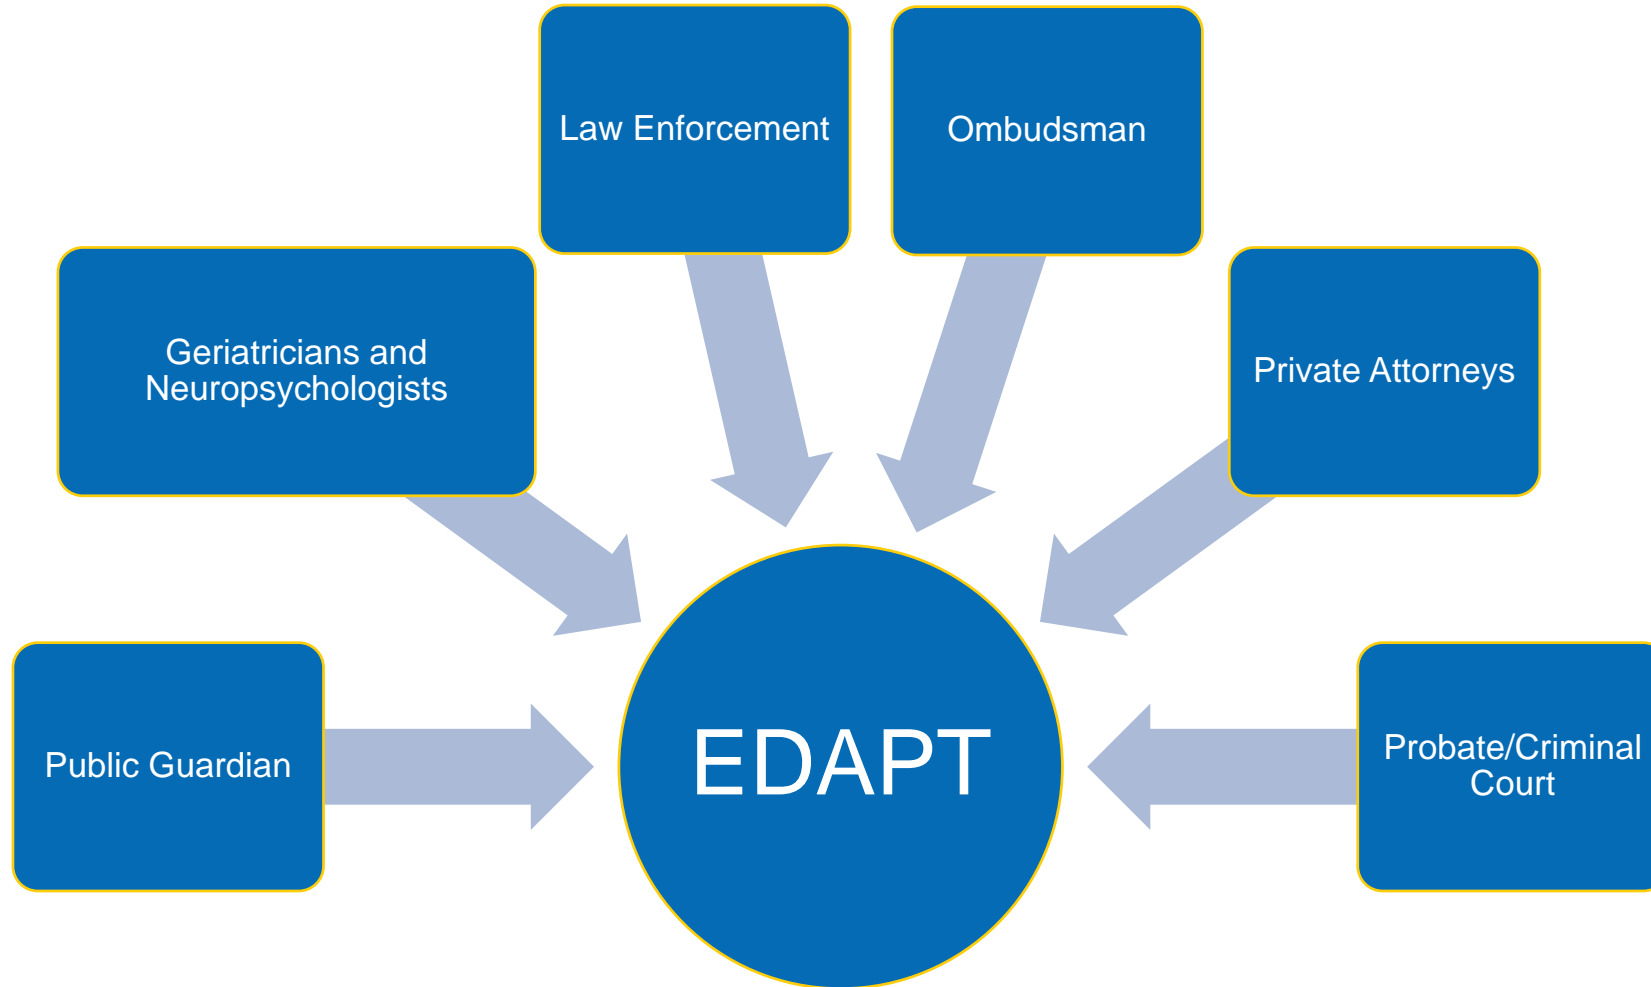 Law Enforcement
Ombudsman
Geriatricians and
Neuropsychologists
Private Attorneys
Public Guardian
EDAPT
Probate/Criminal
Court